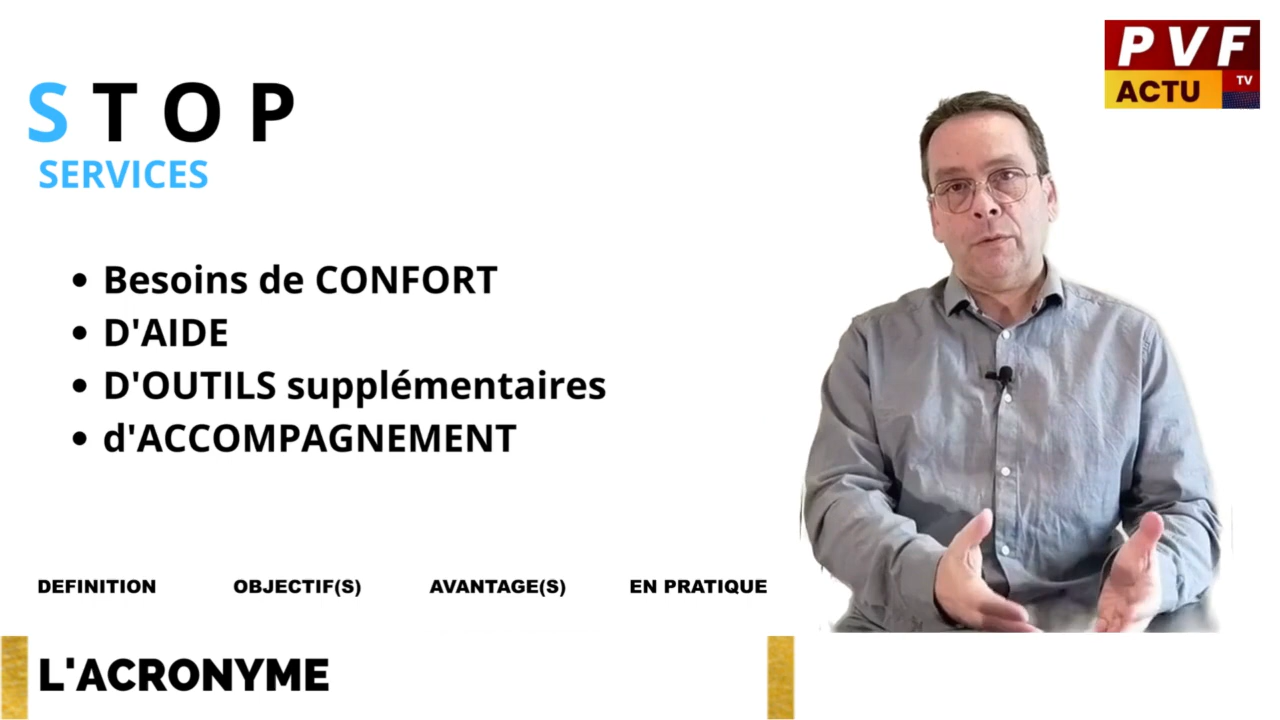 PVF
ACTU TV
STOP
SERVICES
• Besoins de CONFORT
• D'AIDE
• D'OUTILS supplémentaires
• d'ACCOMPAGNEMENT
DEFINITION OBJECTIF(S) AVANTAGE(S) EN PRATIQUE
L'ACRONYME